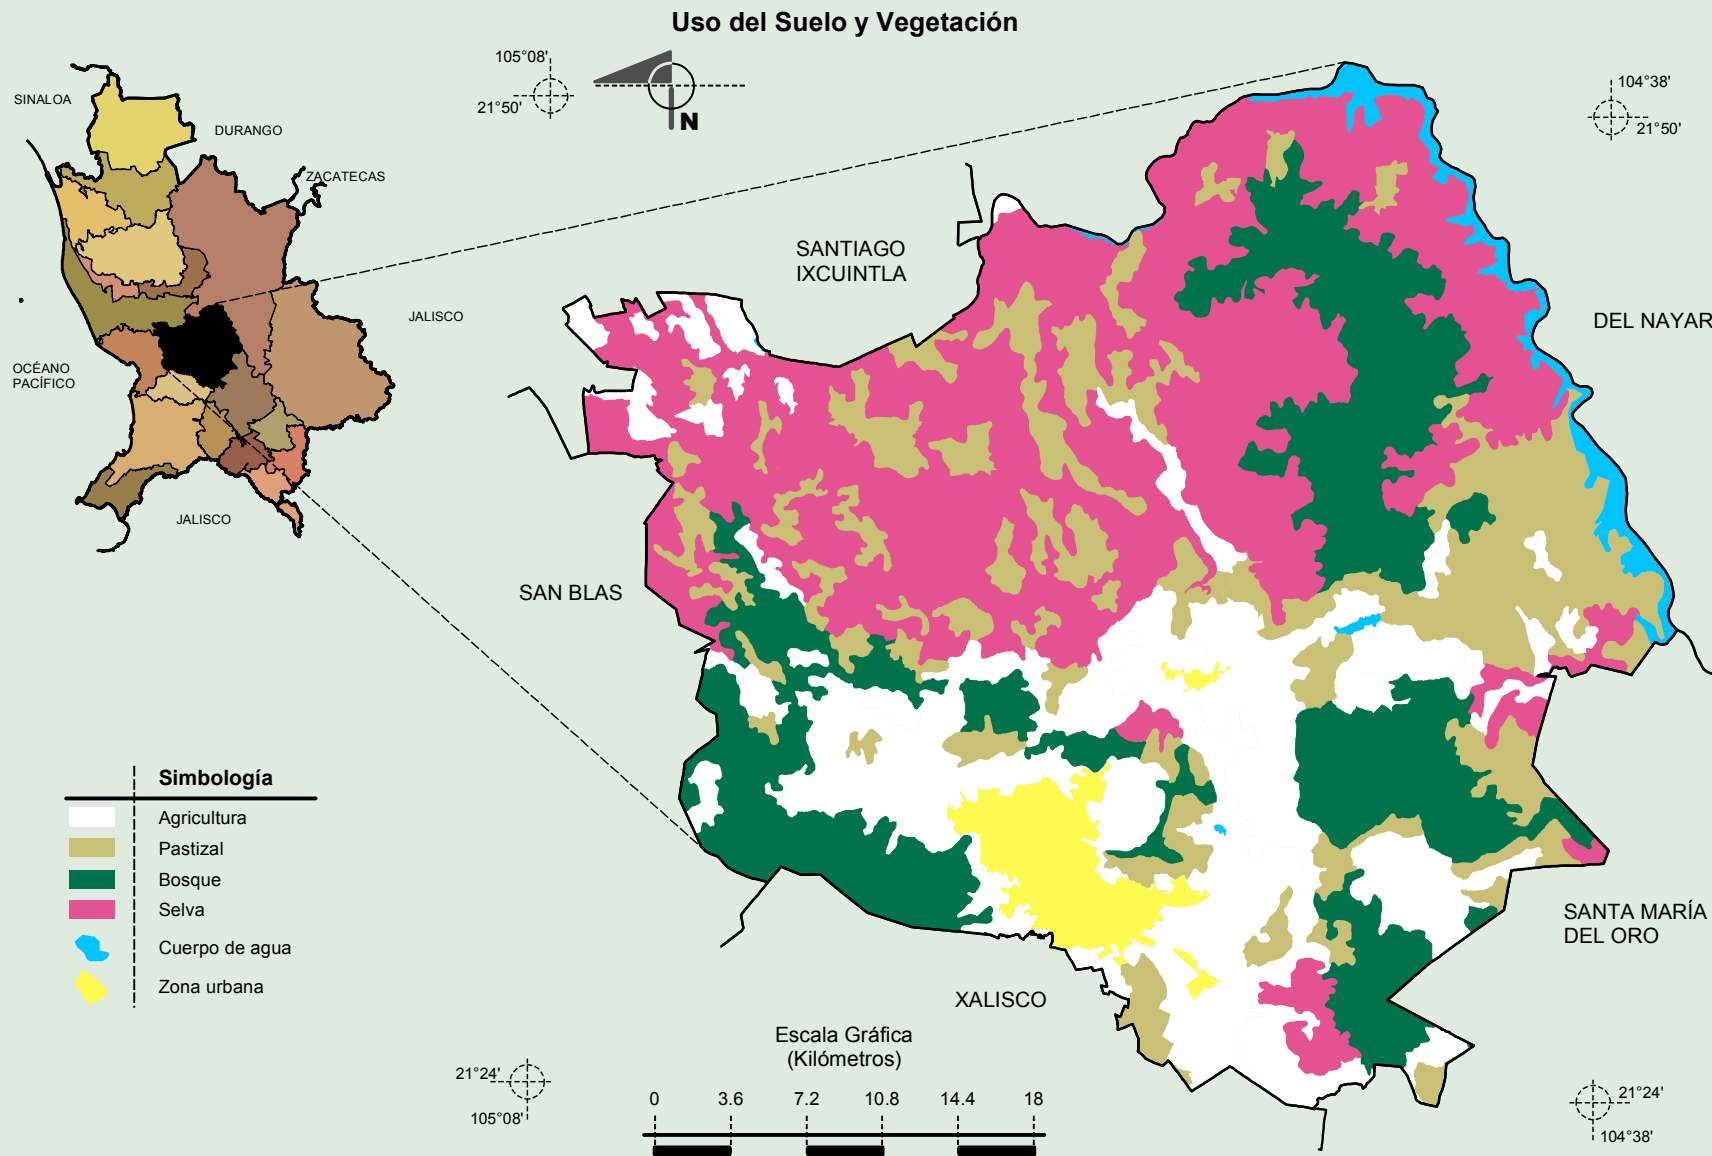 Uso del Suelo y Vegetación
105°08'
21°50'
N
104°38'
21°50'
SINALOA
DURANGO
ZACATECAS
JALISCO
OCÉANO
PACÍFICO
JALISCO
SANTIAGO
IXCUINTLA
DEL NAYAR
SAN BLAS
SANTA MARÍA
DEL ORO
XALISCO
Simbología
Agricultura
Pastizal
Bosque
Selva
Cuerpo de agua
Zona urbana
Escala Gráfica
(Kilómetros)
0 3.6 7.2 10.8 14.4 18
21°24'
105°08'
21°24'
104°38'